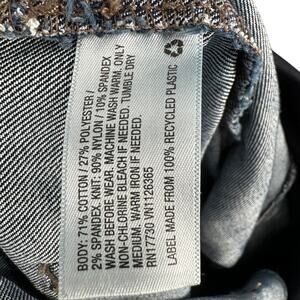 BODY: 71% COTTON / 27% POLYESTER /
2% SPANDEX. KNIT: 90% NYLON / 10% SPANDEX
WASH BEFORE WEAR. MACHINE WASH WARM. ONLY
NON-CHLORINE BLEACH IF NEEDED. TUMBLE DRY
MEDIUM. WARM IRON IF NEEDED.
RN17730 VN1126365
LABEL MADE FROM 100% RECYCLED PLASTIC